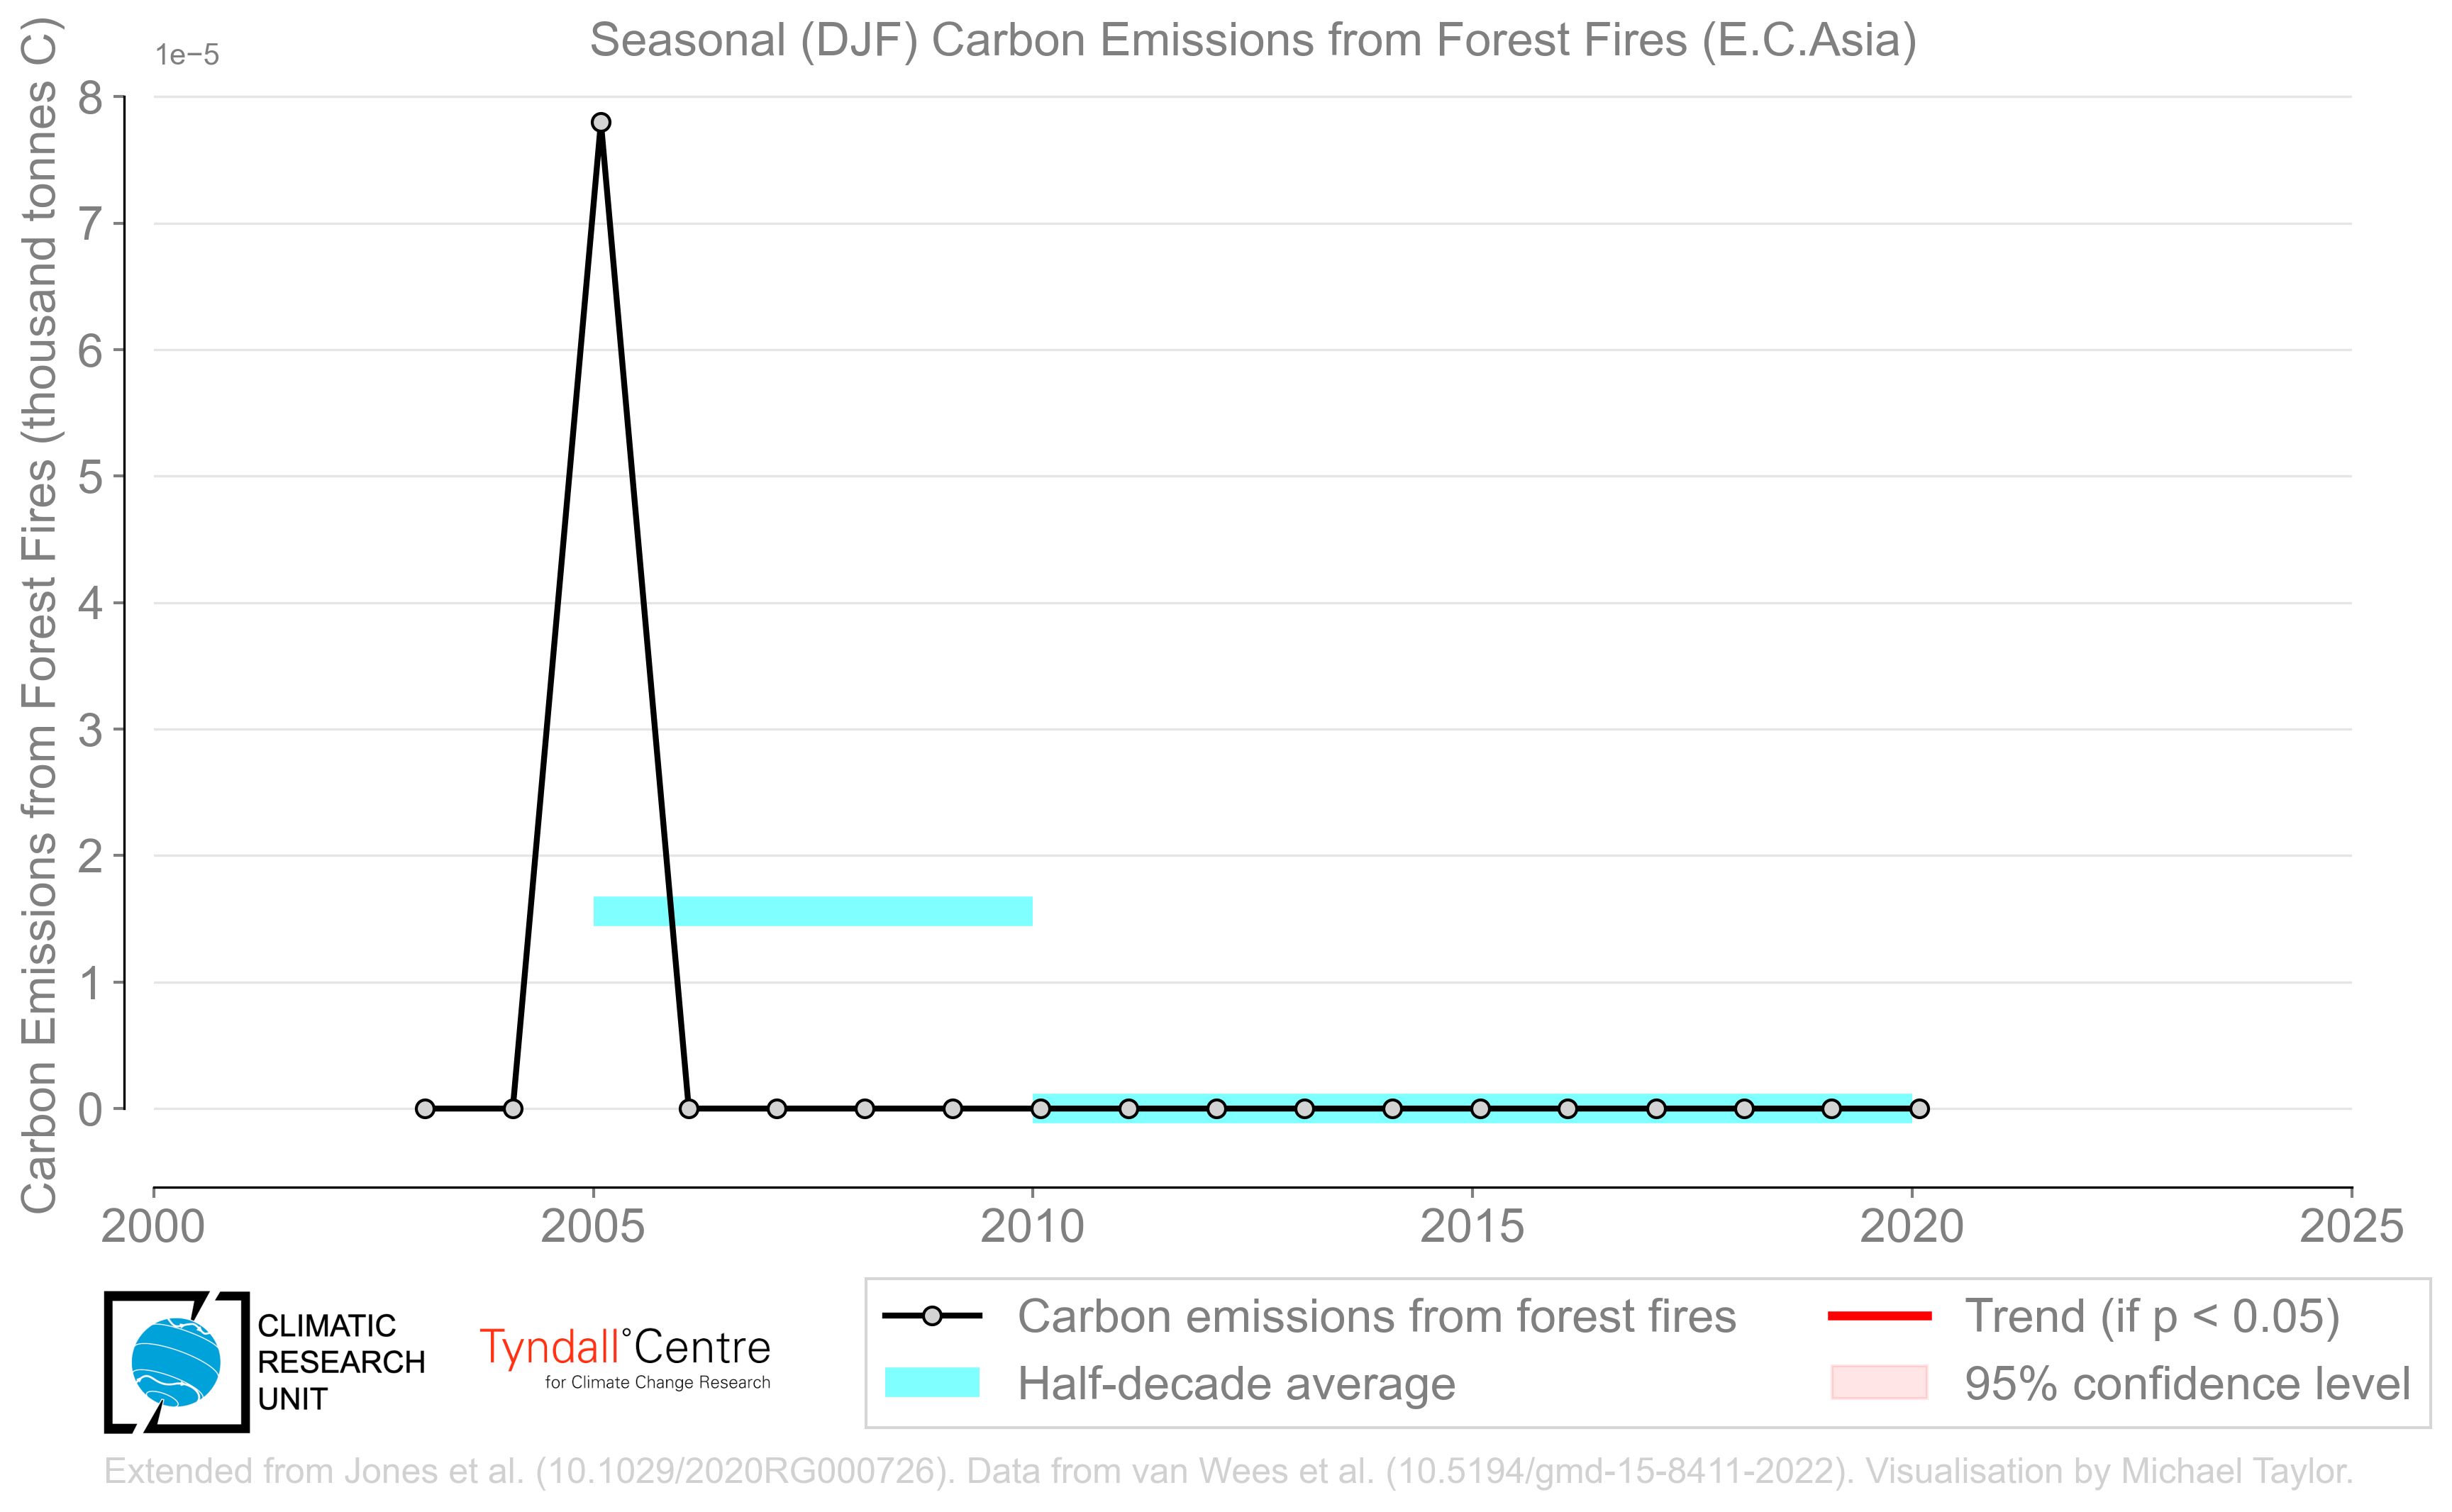 Seasonal (DJF) Carbon Emissions from Forest Fires (E.C.Asia)
1e−5
Carbon Emissions from Forest Fires (thousand tonnes C)
8
7
6
5
4
3
2
1
0
2000 2005 2010 2015 2020 2025
Carbon emissions from forest fires
Half-decade average
Trend (if p < 0.05)
95% confidence level
CLIMATIC
RESEARCH
UNIT
Tyndall°Centre
for Climate Change Research
Extended from Jones et al. (10.1029/2020RG000726). Data from van Wees et al. (10.5194/gmd-15-8411-2022). Visualisation by Michael Taylor.